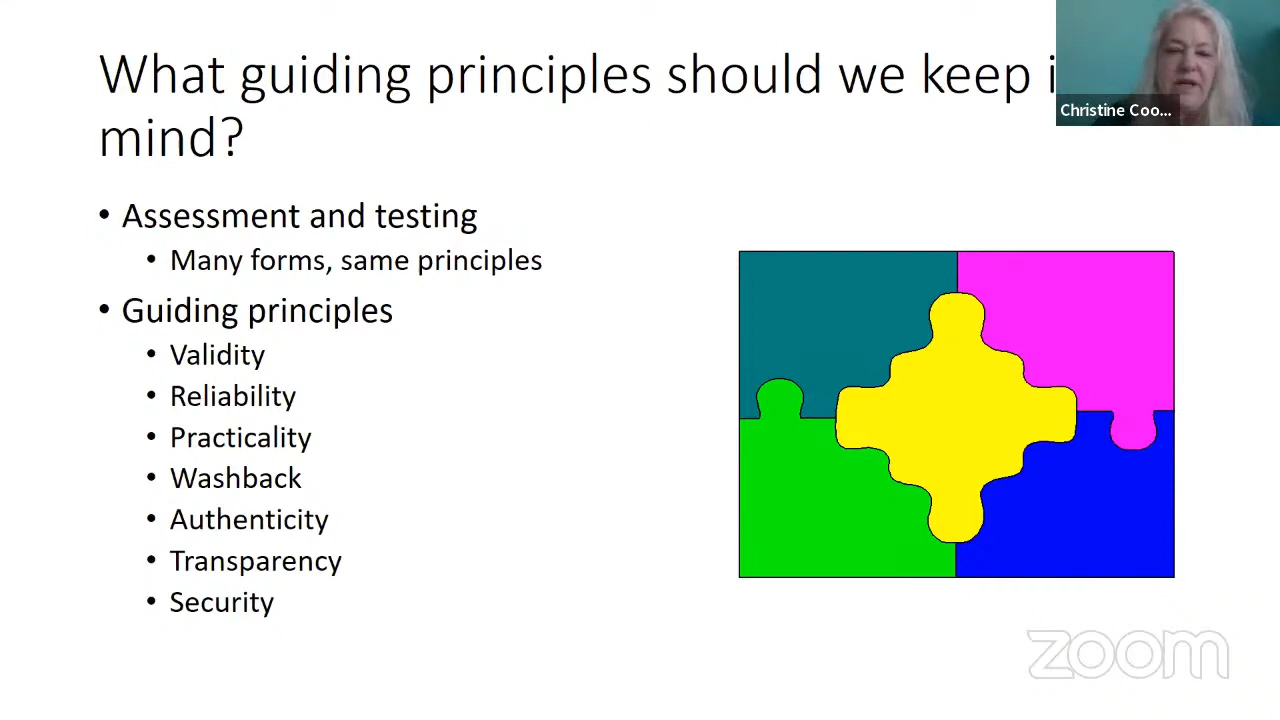 What guiding principles should we keep i
mind?
Christine Coo...
• Assessment and testing
• Many forms, same principles
• Guiding principles
• Validity
• Reliability
• Practicality
• Washback
• Authenticity
• Transparency
• Security
zoom